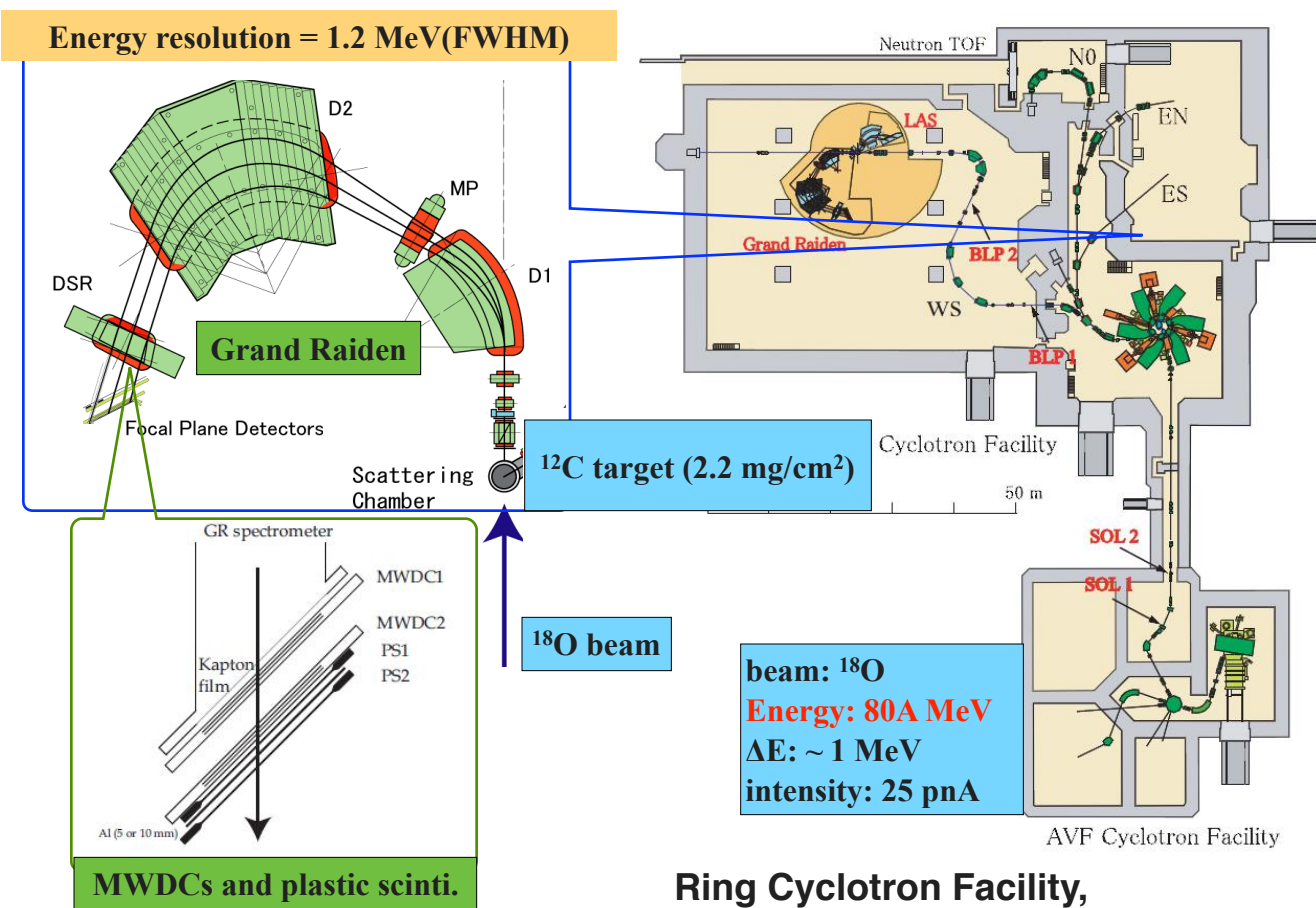 Energy resolution = 1.2 MeV(FWHM)
D2
MP
DSR
D1
Grand Raiden
Focal Plane Detectors
Scattering
Chamber
¹²C target (2.2 mg/cm²)
¹⁸O beam
GR spectrometer
MWDC1
MWDC2
PS1
PS2
Kapton
film
Al (5 or 10 mm)
MWDCs and plastic scinti.
Neutron TOF
N0
EN
LAS
ES
Grand Raiden
BLP 2
WS
BLP 1
Cyclotron Facility
50 m
SOL 2
SOL 1
beam: ¹⁸O
Energy: 80A MeV
ΔE: ~ 1 MeV
intensity: 25 pnA
AVF Cyclotron Facility
Ring Cyclotron Facility,